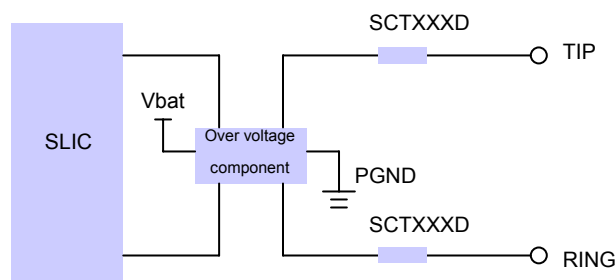 SCTXXXD
TIP
Vbat
SLIC
Over voltage
component
PGND
SCTXXXD
RING